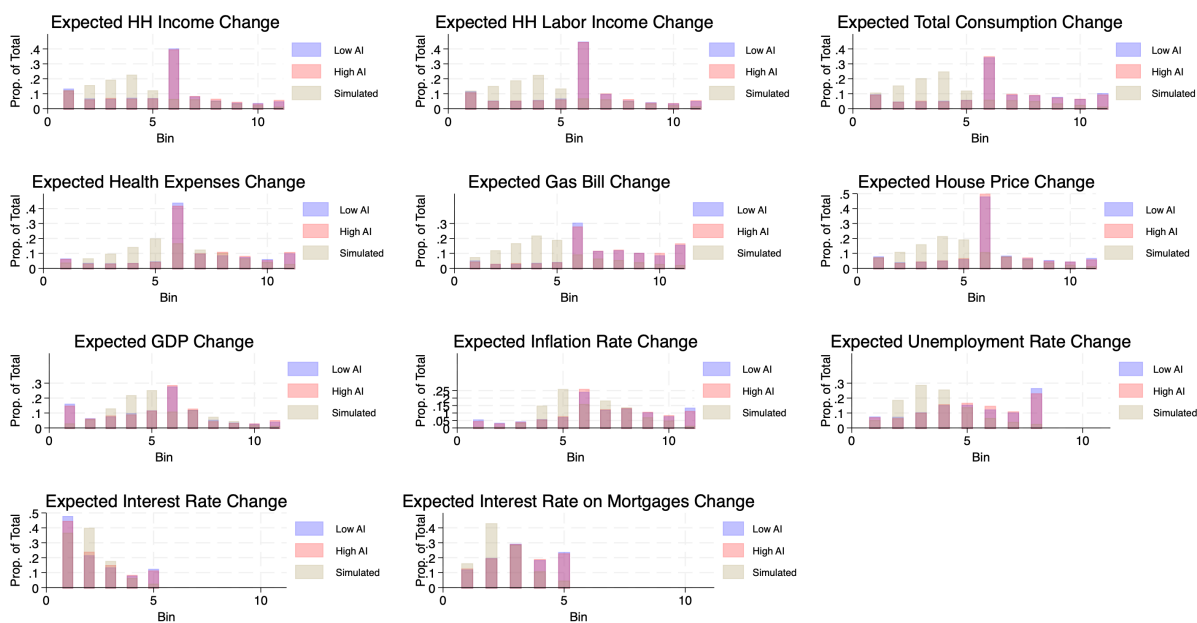 Expected HH Income Change
Prop. of Total
.4
.3
.2
.1
0
0
5
10
Bin
Low AI
High AI
Simulated
Expected HH Labor Income Change
Prop. of Total
.4
.3
.2
.1
0
0
5
10
Bin
Low AI
High AI
Simulated
Expected Total Consumption Change
Prop. of Total
.4
.3
.2
.1
0
0
5
10
Bin
Low AI
High AI
Simulated
Expected Health Expenses Change
Prop. of Total
.4
.3
.2
.1
0
0
5
10
Bin
Low AI
High AI
Simulated
Expected Gas Bill Change
Prop. of Total
.3
.2
.1
0
0
5
10
Bin
Low AI
High AI
Simulated
Expected House Price Change
Prop. of Total
.5
.4
.3
.2
.1
0
0
5
10
Bin
Low AI
High AI
Simulated
Expected GDP Change
Prop. of Total
.3
.2
.1
0
0
5
10
Bin
Low AI
High AI
Simulated
Expected Inflation Rate Change
Prop. of Total
.25
.2
.15
.1
.05
0
0
5
10
Bin
Low AI
High AI
Simulated
Expected Unemployment Rate Change
Prop. of Total
.3
.2
.1
0
0
5
10
Bin
Low AI
High AI
Simulated
Expected Interest Rate Change
Prop. of Total
.5
.4
.3
.2
.1
0
0
5
10
Bin
Low AI
High AI
Simulated
Expected Interest Rate on Mortgages Change
Prop. of Total
.4
.3
.2
.1
0
0
5
10
Bin
Low AI
High AI
Simulated